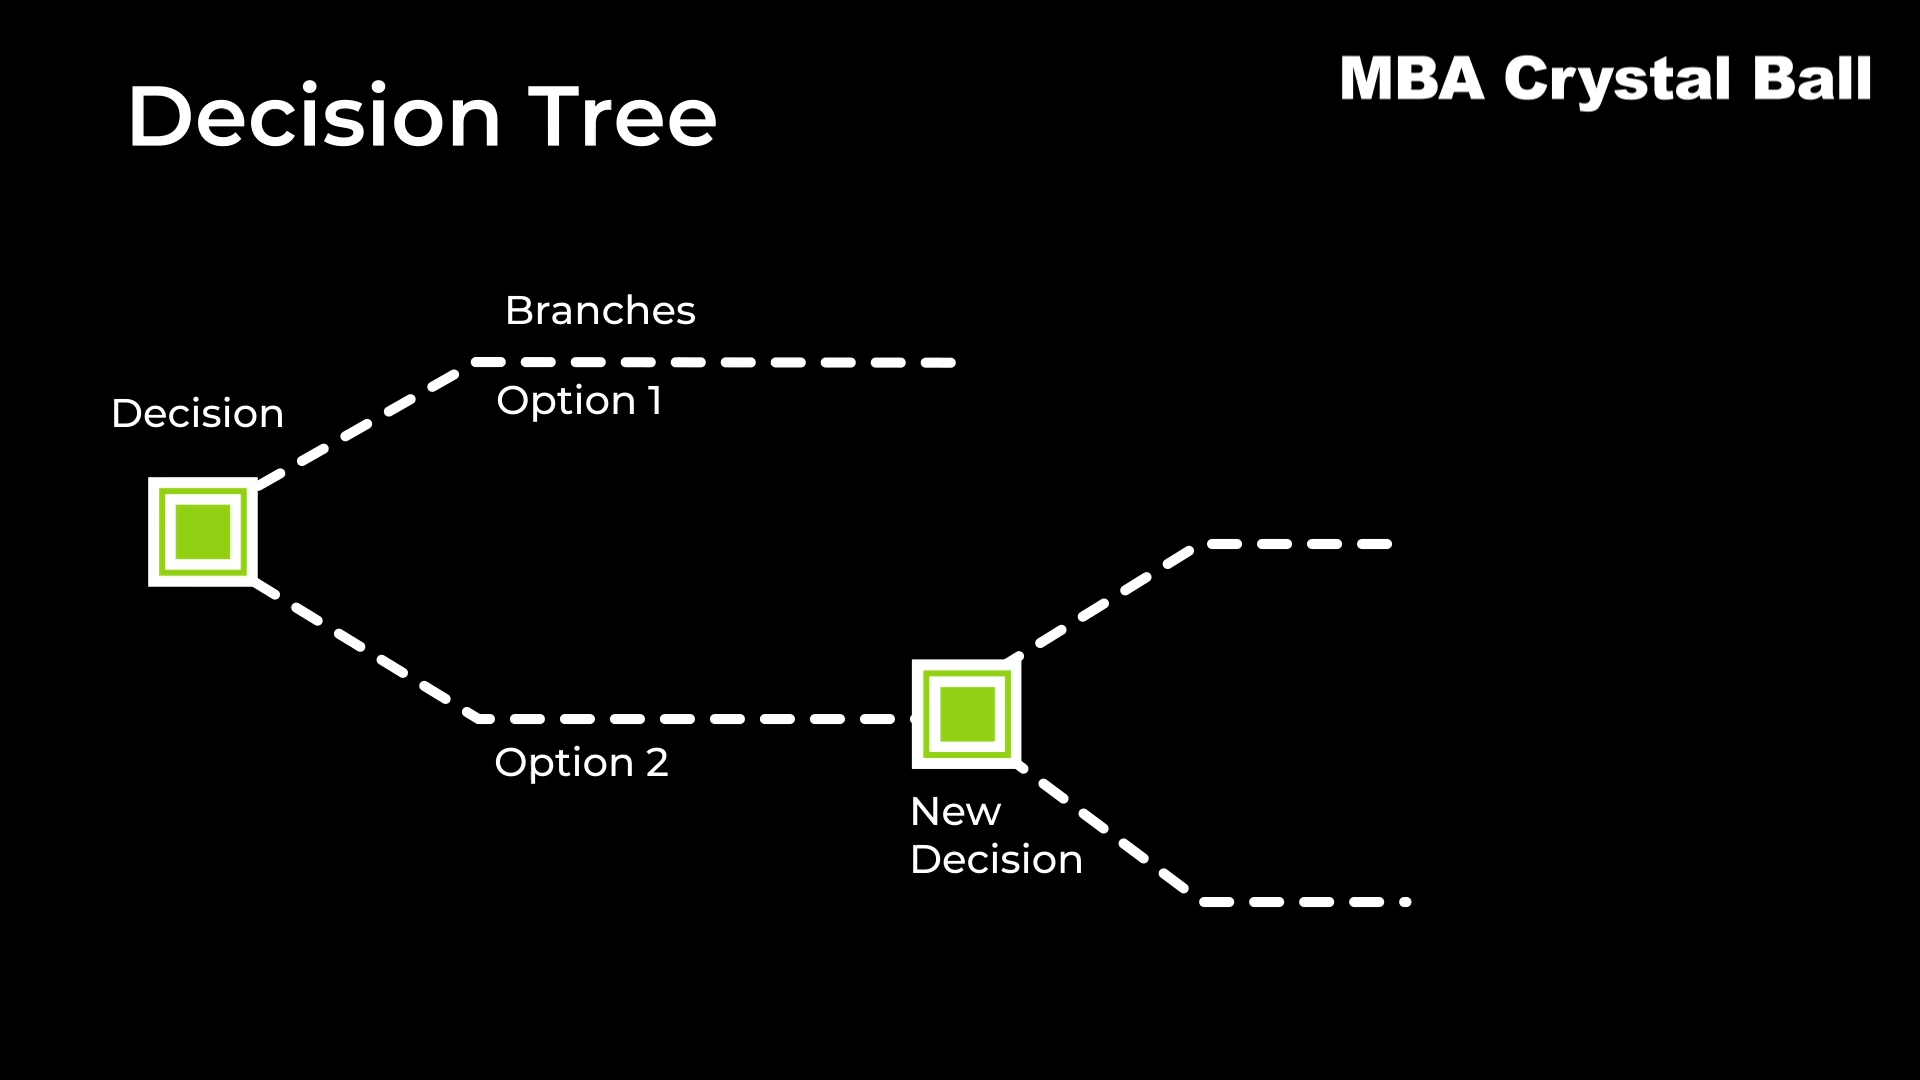 Decision Tree
MBA Crystal Ball
Branches
Option 1
Decision
Option 2
New
Decision